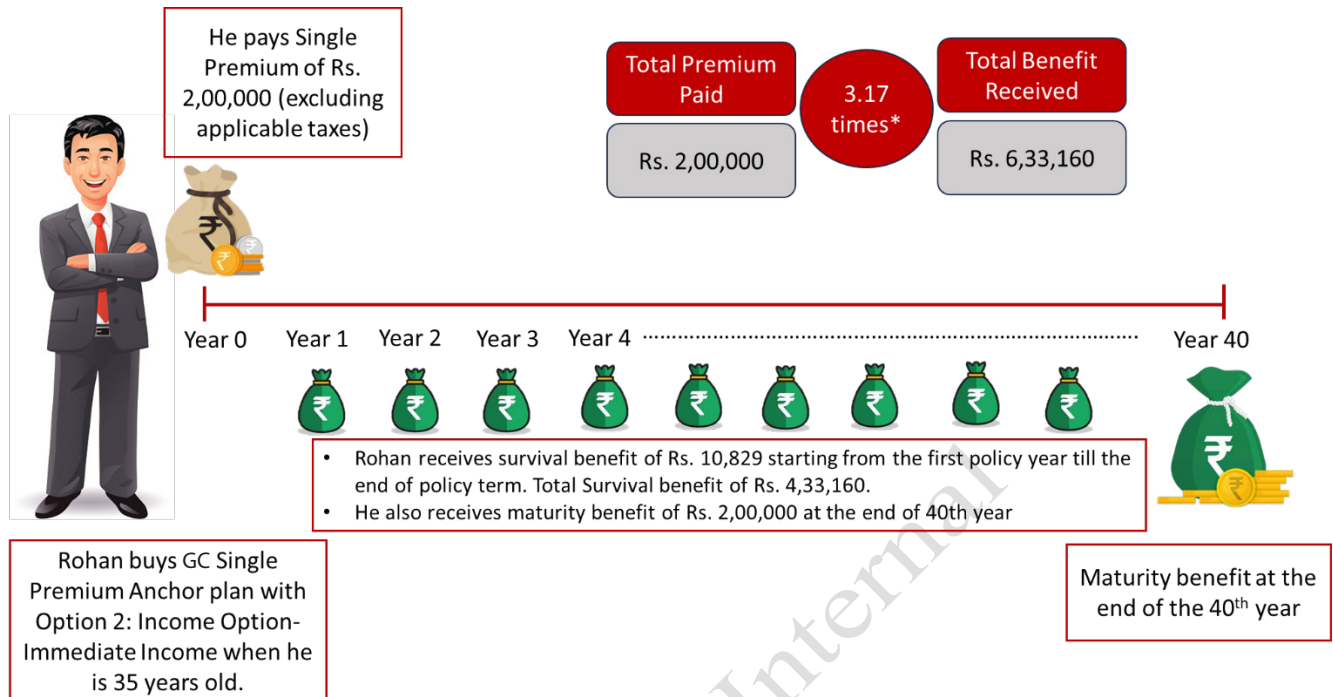 He pays Single
Premium of Rs.
2,00,000 (excluding
applicable taxes)
Total Premium
Paid
3.17
times*
Total Benefit
Received
Rs. 2,00,000
Rs. 6,33,160
₹
Year 0
Year 1
Year 2
Year 3
Year 4
Year 40
₹ ₹ ₹ ₹ ₹ ₹ ₹ ₹ ₹
₹
• Rohan receives survival benefit of Rs. 10,829 starting from the first policy year till the
end of policy term. Total Survival benefit of Rs. 4,33,160.
• He also receives maturity benefit of Rs. 2,00,000 at the end of 40th year
Rohan buys GC Single
Premium Anchor plan with
Option 2: Income Option-
Immediate Income when he
is 35 years old.
Maturity benefit at the
end of the 40th year
Internal